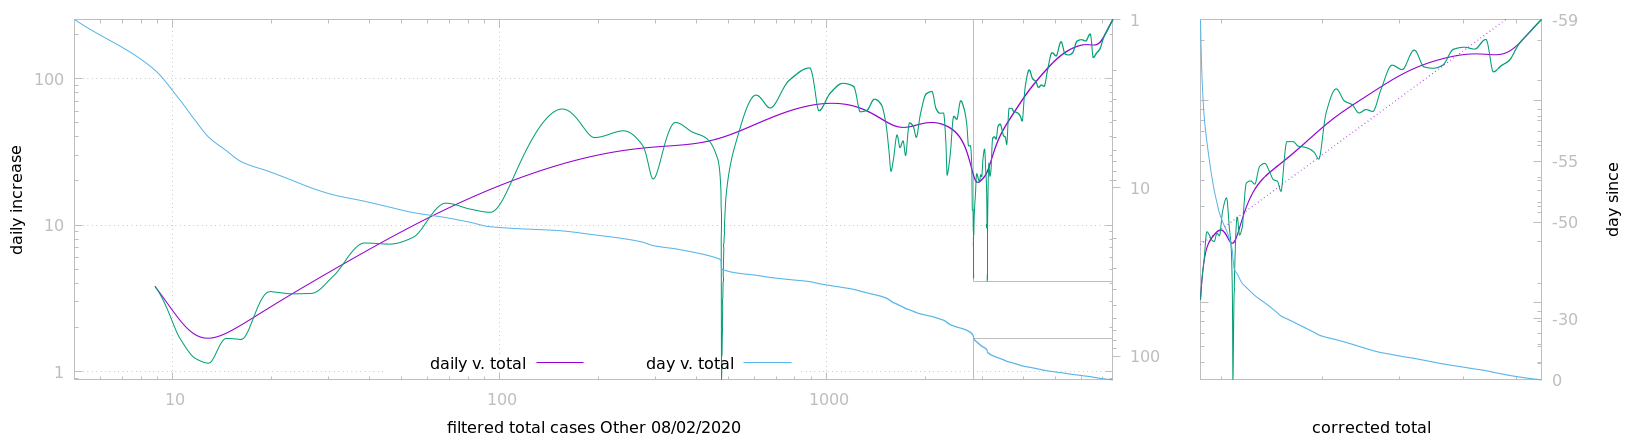 daily increase
100
10
1
10
100
1000
1
10
100
daily v. total
day v. total
filtered total cases Other 08/02/2020
-59
-55
-50
-30
0
day since
corrected total